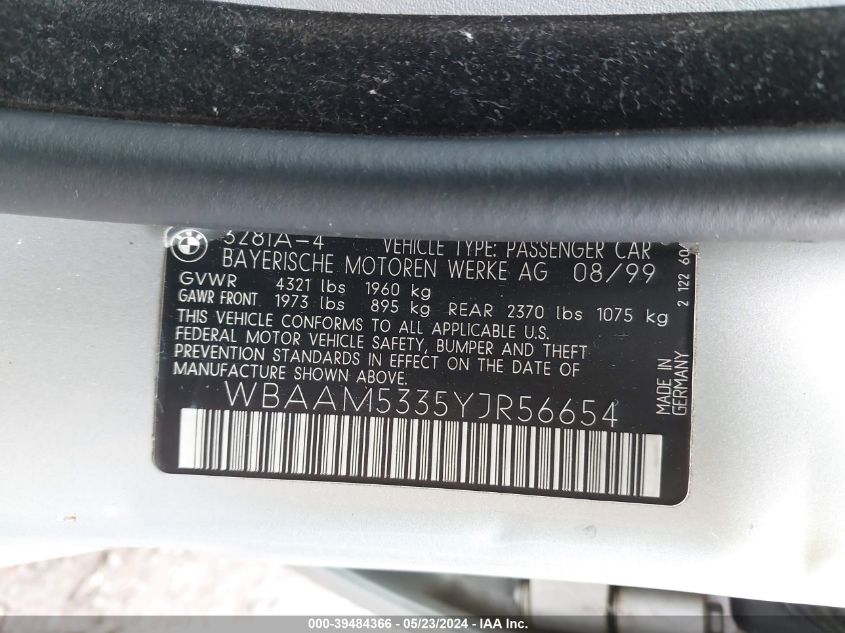 328IA-4 VEHICLE TYPE: PASSENGER CAR
BAYERISCHE MOTOREN WERKE AG 08/99
GVWR 4321 lbs 1960 kg
GAWR FRONT 1973 lbs 895 kg REAR 2370 lbs 1075 kg
THIS VEHICLE CONFORMS TO ALL APPLICABLE U.S.
FEDERAL MOTOR VEHICLE SAFETY, BUMPER AND THEFT
PREVENTION STANDARDS IN EFFECT ON THE DATE OF
MANUFACTURE SHOWN ABOVE.
WBAAM5335YJR56654
MADE IN
GERMANY
2 122 60
000-39484366 - 05/23/2024 - IAA Inc.